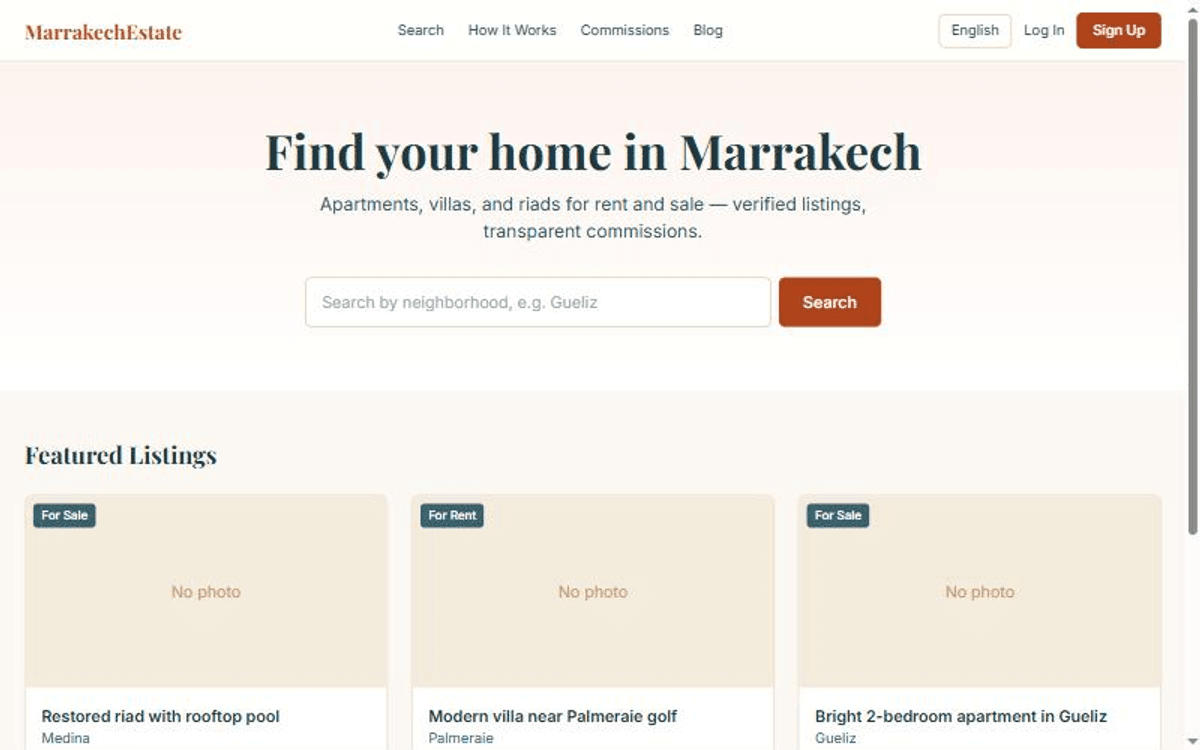 MarrakechEstate
Search How It Works Commissions Blog
English Log In Sign Up
Find your home in Marrakech
Apartments, villas, and riads for rent and sale — verified listings,
transparent commissions.
Search by neighborhood, e.g. Gueliz
Search
Featured Listings
For Sale
No photo
Restored riad with rooftop pool
Medina
For Rent
No photo
Modern villa near Palmeraie golf
Palmeraie
For Sale
No photo
Bright 2-bedroom apartment in Gueliz
Gueliz